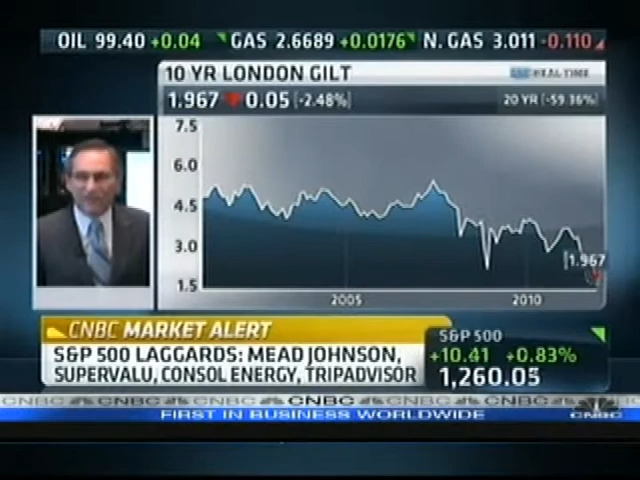 OIL 99.40 +0.04 GAS 2.6689 +0.0176 N. GAS 3.011 -0.110
10 YR LONDON GILT
REAL-TIME
1.967 0.05 (-2.48%)
20 YR (-59.36%)
7.5
6.0
4.5
3.0
1.5
1.967
2005 2010
CNBC MARKET ALERT
S&P 500 LAGGARDS: MEAD JOHNSON,
SUPERVALU, CONSOL ENERGY, TRIPADVISOR
S&P 500
+10.41 +0.83%
1,260.05
CNBC CNBC CNBC CNBC CNBC CNBC CNBC
FIRST IN BUSINESS WORLDWIDE
CNBC